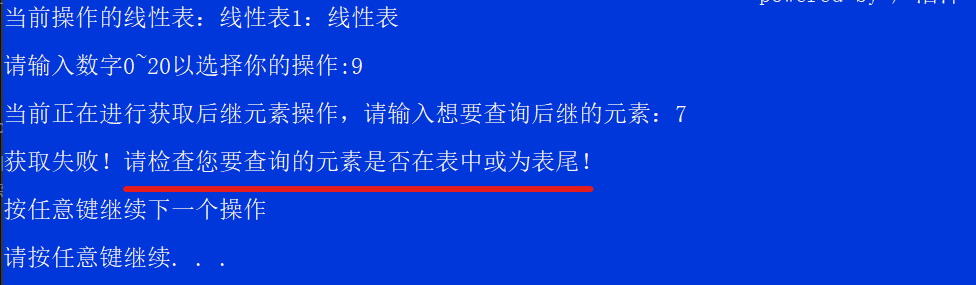 powered by
当前操作的线性表：线性表1：线性表
请输入数字0~20以选择你的操作:9
当前正在进行获取后继元素操作，请输入想要查询后继的元素：7
获取失败！请检查您要查询的元素是否在表中或为表尾！
按任意键继续下一个操作
请按任意键继续. . .